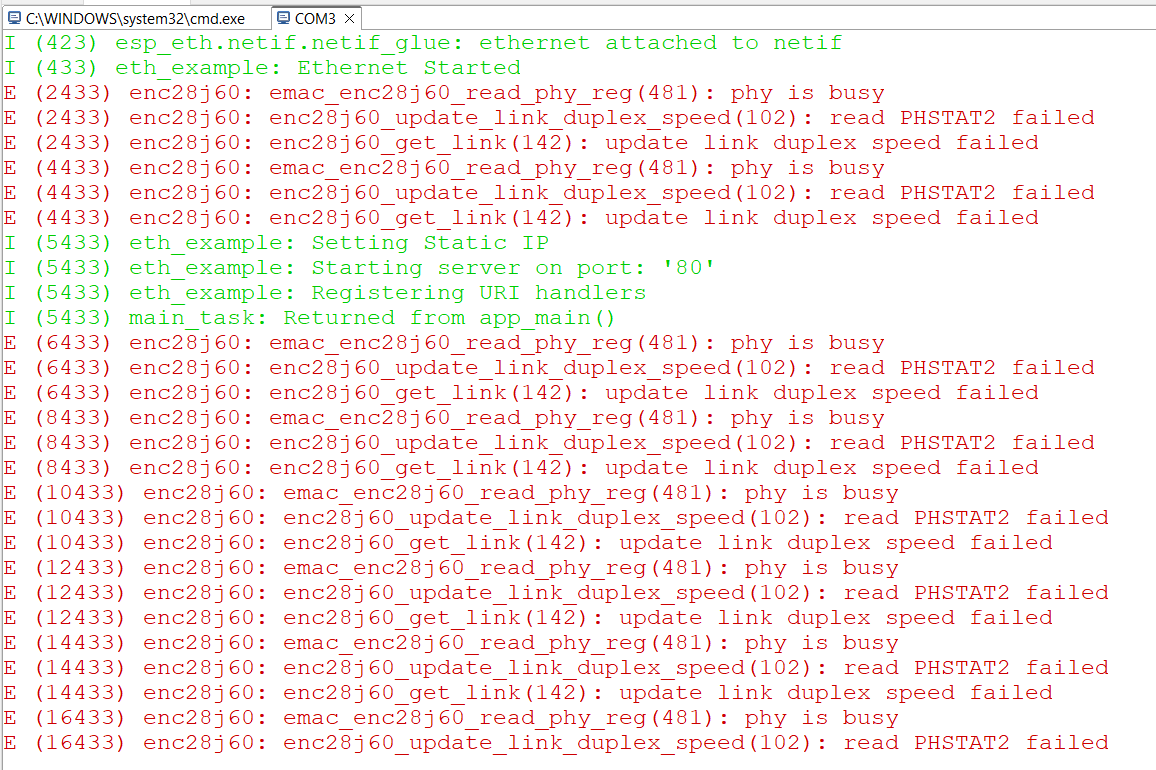 C:\WINDOWS\system32\cmd.exe COM3
I (423) esp_eth.netif.netif_glue: ethernet attached to netif
I (433) eth_example: Ethernet Started
E (2433) enc28j60: emac_enc28j60_read_phy_reg(481): phy is busy
E (2433) enc28j60: enc28j60_update_link_duplex_speed(102): read PHSTAT2 failed
E (2433) enc28j60: enc28j60_get_link(142): update link duplex speed failed
E (4433) enc28j60: emac_enc28j60_read_phy_reg(481): phy is busy
E (4433) enc28j60: enc28j60_update_link_duplex_speed(102): read PHSTAT2 failed
E (4433) enc28j60: enc28j60_get_link(142): update link duplex speed failed
I (5433) eth_example: Setting Static IP
I (5433) eth_example: Starting server on port: '80'
I (5433) eth_example: Registering URI handlers
I (5433) main_task: Returned from app_main()
E (6433) enc28j60: emac_enc28j60_read_phy_reg(481): phy is busy
E (6433) enc28j60: enc28j60_update_link_duplex_speed(102): read PHSTAT2 failed
E (6433) enc28j60: enc28j60_get_link(142): update link duplex speed failed
E (8433) enc28j60: emac_enc28j60_read_phy_reg(481): phy is busy
E (8433) enc28j60: enc28j60_update_link_duplex_speed(102): read PHSTAT2 failed
E (8433) enc28j60: enc28j60_get_link(142): update link duplex speed failed
E (10433) enc28j60: emac_enc28j60_read_phy_reg(481): phy is busy
E (10433) enc28j60: enc28j60_update_link_duplex_speed(102): read PHSTAT2 failed
E (10433) enc28j60: enc28j60_get_link(142): update link duplex speed failed
E (12433) enc28j60: emac_enc28j60_read_phy_reg(481): phy is busy
E (12433) enc28j60: enc28j60_update_link_duplex_speed(102): read PHSTAT2 failed
E (12433) enc28j60: enc28j60_get_link(142): update link duplex speed failed
E (14433) enc28j60: emac_enc28j60_read_phy_reg(481): phy is busy
E (14433) enc28j60: enc28j60_update_link_duplex_speed(102): read PHSTAT2 failed
E (14433) enc28j60: enc28j60_get_link(142): update link duplex speed failed
E (16433) enc28j60: emac_enc28j60_read_phy_reg(481): phy is busy
E (16433) enc28j60: enc28j60_update_link_duplex_speed(102): read PHSTAT2 failed